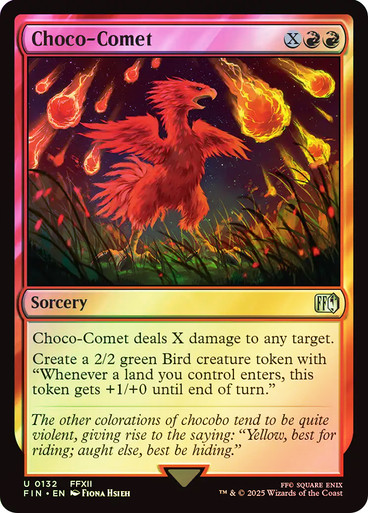 Choco-Comet X
Sorcery FFXII
Choco-Comet deals X damage to any target.
Create a 2/2 green Bird creature token with
“Whenever a land you control enters, this
token gets +1/+0 until end of turn.”
The other colorations of chocobo tend to be quite
violent, giving rise to the saying: “Yellow, best for
riding; aught else, best be hiding.”
U 0132 FFXII FF© SQUARE ENIX
FIN • EN Fiona Hsieh ™ & © 2025 Wizards of the Coast